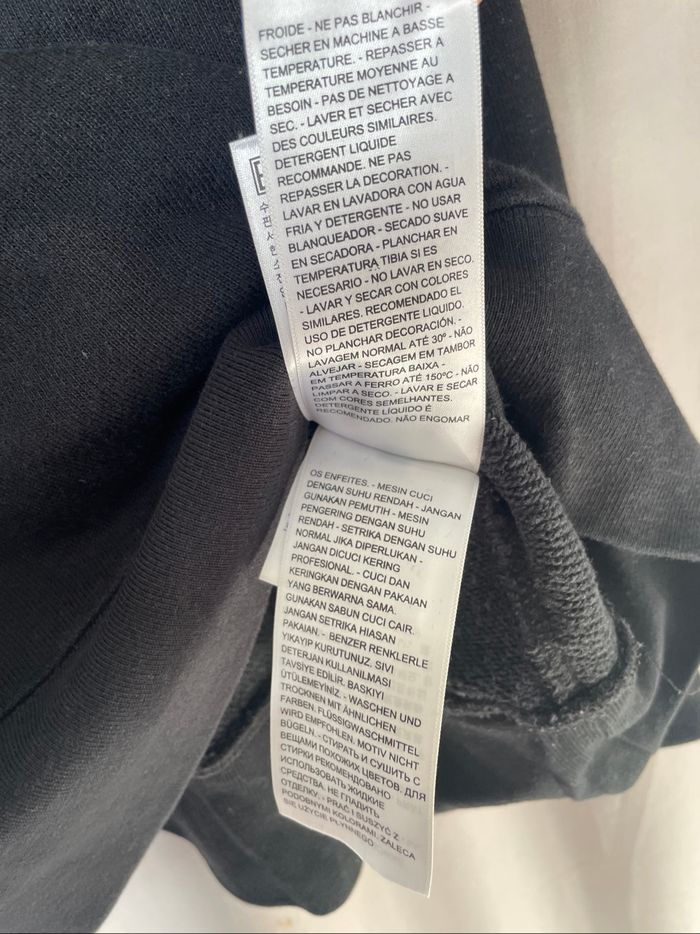 FROIDE - NE PAS BLANCHIR -
SECHER EN MACHINE A BASSE
TEMPERATURE. - REPASSER A
TEMPERATURE MOYENNE AU
BESOIN - PAS DE NETTOYAGE A
SEC. - LAVER ET SECHER AVEC
DES COULEURS SIMILAIRES.
DETERGENT LIQUIDE
RECOMMANDE. NE PAS
REPASSER LA DECORATION. -
LAVAR EN LAVADORA CON AGUA
FRIA Y DETERGENTE - NO USAR
BLANQUEADOR - SECADO SUAVE
EN SECADORA - PLANCHAR EN
TEMPERATURA TIBIA SI ES
NECESARIO - NO LAVAR EN SECO.
- LAVAR Y SECAR CON COLORES
SIMILARES. RECOMENDADO EL
USO DE DETERGENTE LIQUIDO.
NO PLANCHAR DECORACIÓN. -
LAVAGEM NORMAL ATÉ 30º - NÃO
ALVEJAR - SECAGEM EM TAMBOR
EM TEMPERATURA BAIXA -
PASSAR A FERRO ATÉ 150ºC - NÃO
LIMPAR A SECO. - LAVAR E SECAR
COM CORES SEMELHANTES.
DETERGENTE LÍQUIDO É
RECOMENDADO. NÃO ENGOMAR
OS ENFEITES. - MESIN CUCI
DENGAN SUHU RENDAH - JANGAN
GUNAKAN PEMUTIH - MESIN
PENGERING DENGAN SUHU
RENDAH - SETRIKA DENGAN SUHU
NORMAL JIKA DIPERLUKAN -
JANGAN DICUCI KERING
PROFESIONAL. - CUCI DAN
KERINGKAN DENGAN PAKAIAN
YANG BERWARNA SAMA.
GUNAKAN SABUN CUCI CAIR.
JANGAN SETRIKA HIASAN
PAKAIAN. - BENZER RENKLERLE
YIKAYIP KURUTUNUZ. SIVI
DETERJAN KULLANILMASI
TAVSİYE EDİLİR. BASKIYI
ÜTÜLEMEYİNİZ. - WASCHEN UND
TROCKNEN MIT ÄHNLICHEN
FARBEN. FLÜSSIGWASCHMITTEL
WIRD EMPFOHLEN. MOTIV NICHT
BÜGELN. - СТИРАТЬ И СУШИТЬ С
ВЕЩАМИ ПОХОЖИХ ЦВЕТОВ. ДЛЯ
СТИРКИ РЕКОМЕНДОВАНО
ИСПОЛЬЗОВАТЬ ЖИДКИЕ
СРЕДСТВА. НЕ ГЛАДИТЬ
ОТДЕЛКУ. - PRAĆ I SUSZYĆ Z
PODOBNYMI KOLORAMI. ZALECA
SIĘ UŻYCIE PŁYNNEGO